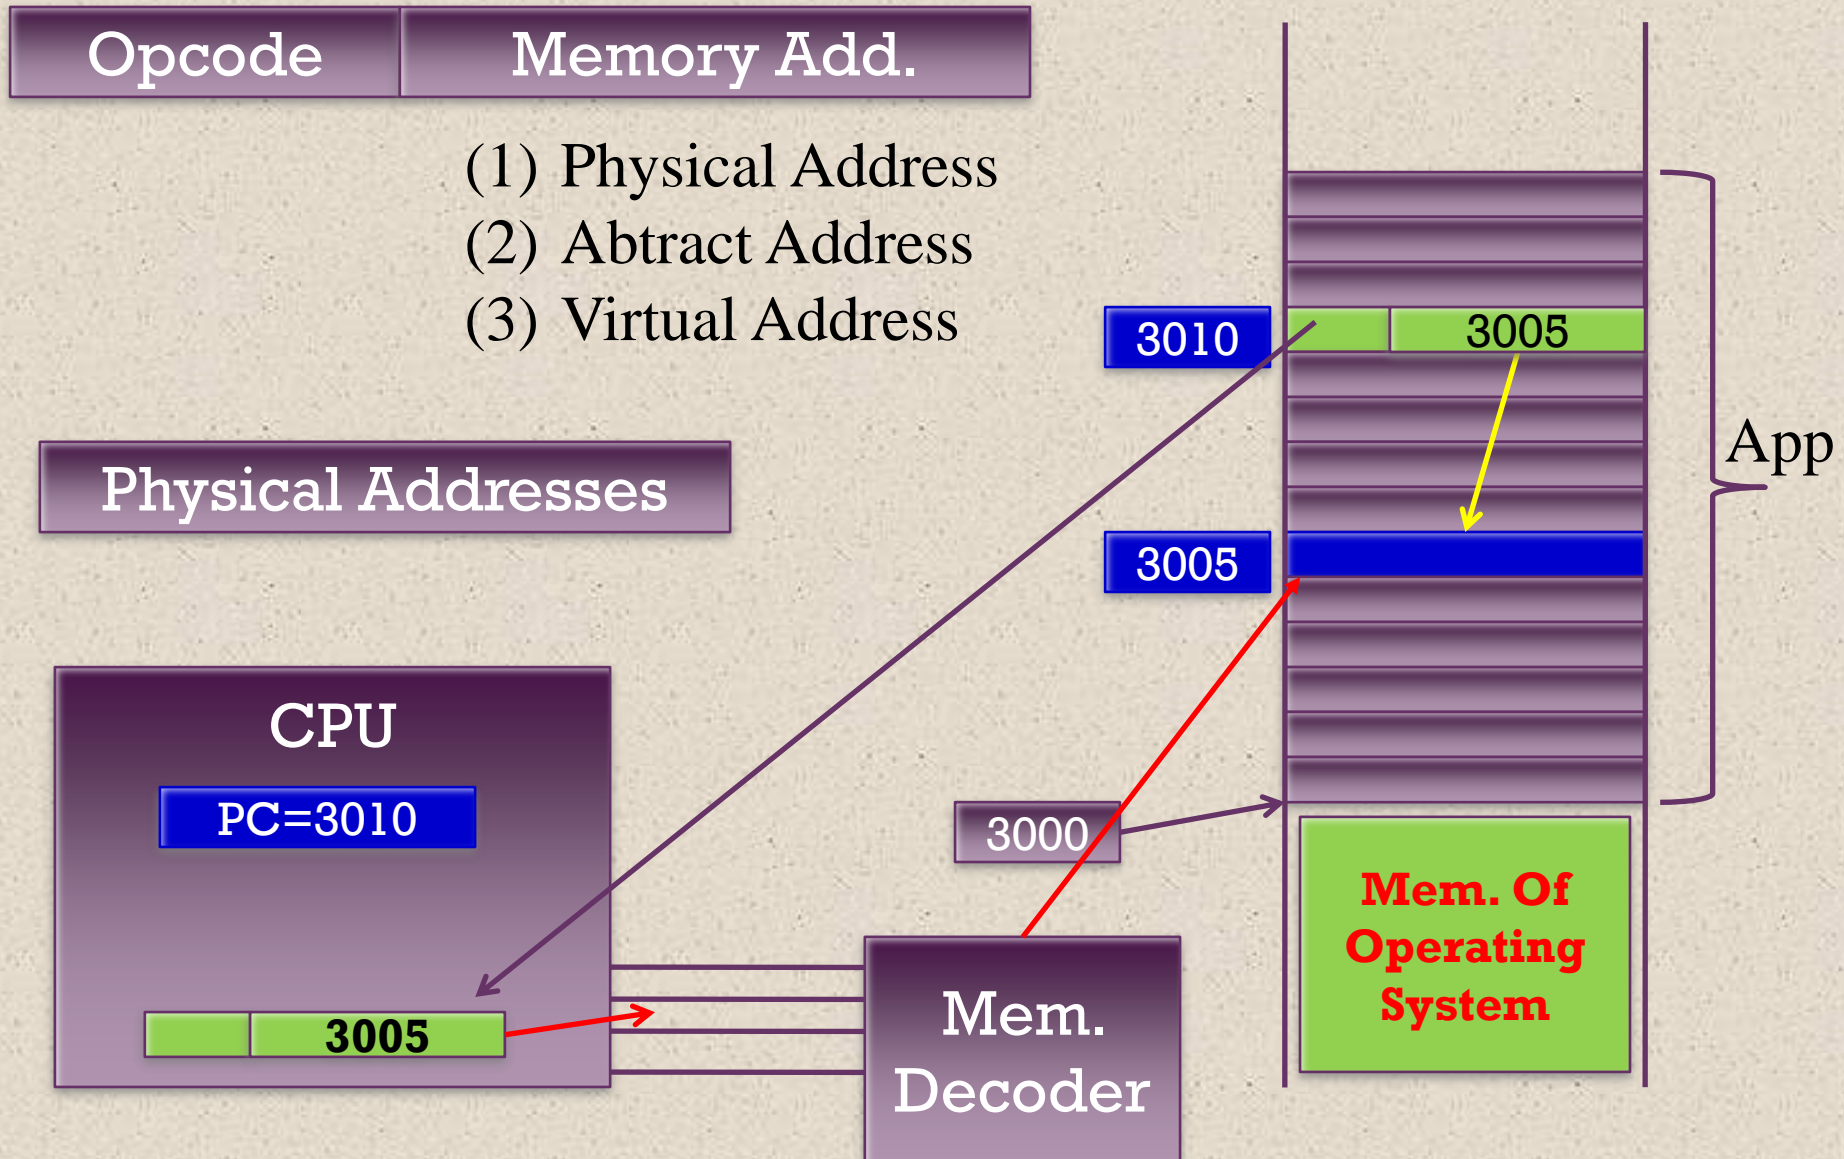 Opcode
Memory Add.
(1) Physical Address
(2) Abtract Address
(3) Virtual Address
3010
3005
App
Physical Addresses
3005
CPU
PC=3010
3000
Mem. Of
Operating
System
3005
Mem.
Decoder